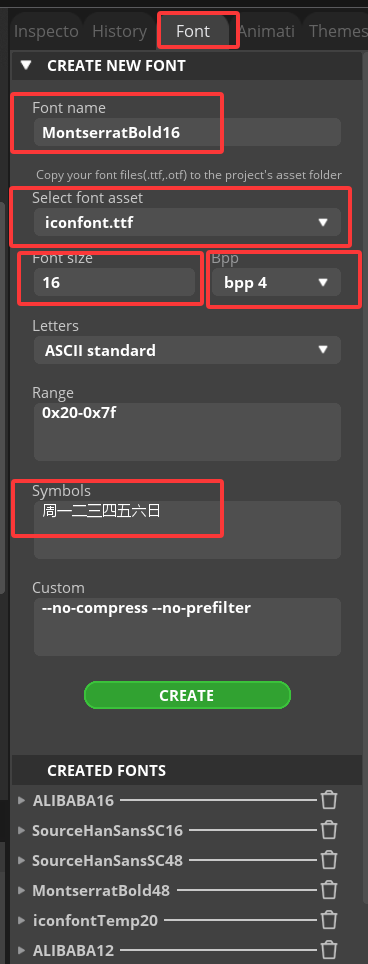 Inspecto History Font Animati Themes
CREATE NEW FONT
Font name
MontserratBold16
Copy your font files(.ttf,.otf) to the project's asset folder
Select font asset
iconfont.ttf
Font size Bpp
16 bpp 4
Letters
ASCII standard
Range
0x20-0x7f
Symbols
周一二三四五六日
Custom
--no-compress --no-prefilter
CREATE
CREATED FONTS
ALIBABA16
SourceHanSansSC16
SourceHanSansSC48
MontserratBold48
iconfontTemp20
ALIBABA12